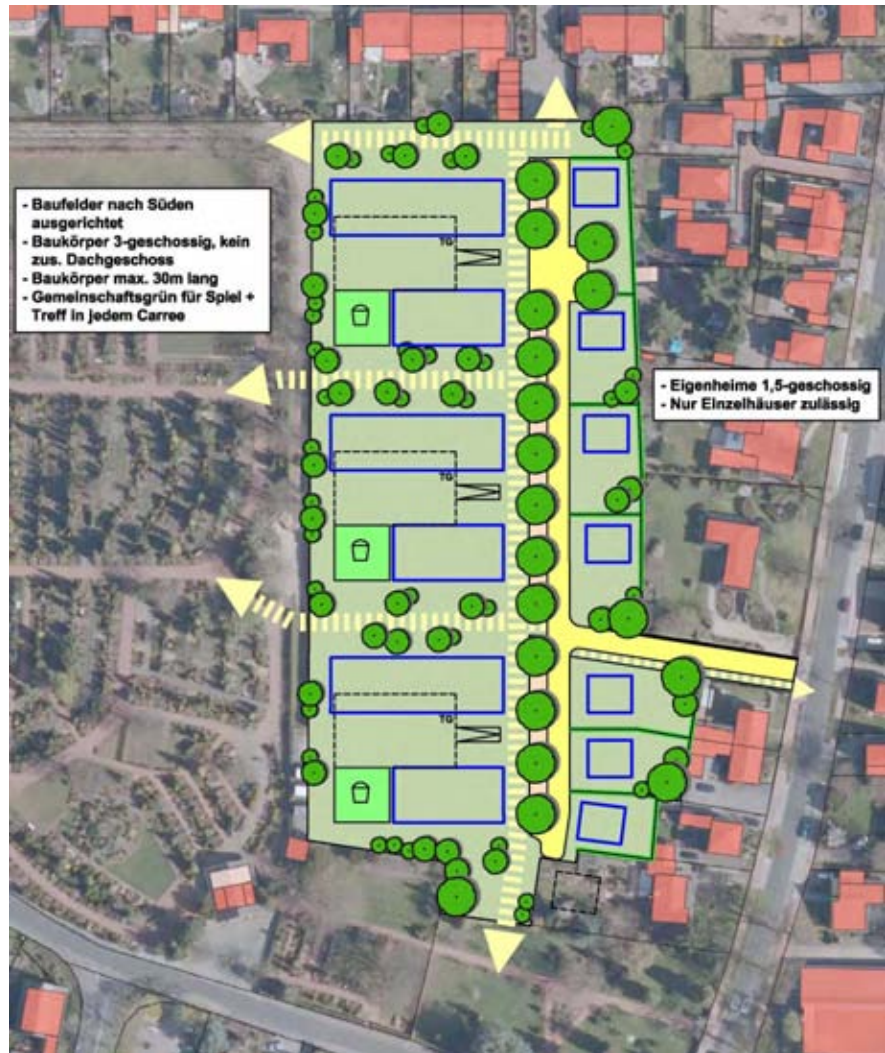 - Baufelder nach Süden
ausgerichtet
- Baukörper 3-geschossig, kein
zus. Dachgeschoss
- Baukörper max. 30m lang
- Gemeinschaftsgrün für Spiel +
Treff in jedem Carree
TG
- Eigenheime 1,5-geschossig
- Nur Einzelhäuser zulässig
TG
TG